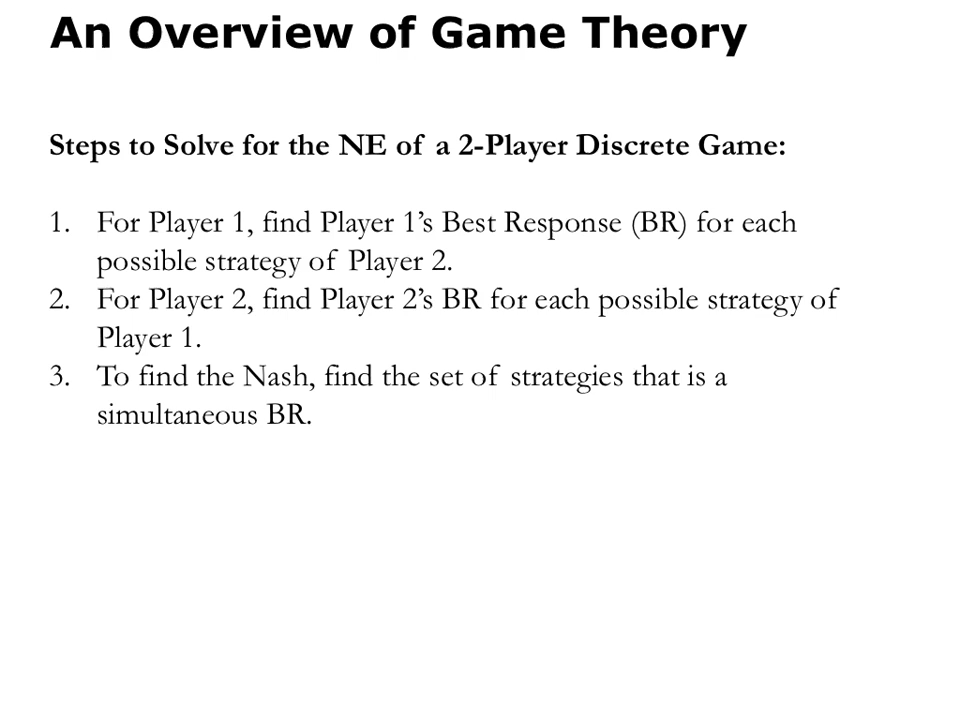 An Overview of Game Theory
Steps to Solve for the NE of a 2-Player Discrete Game:
1. For Player 1, find Player 1’s Best Response (BR) for each
possible strategy of Player 2.
2. For Player 2, find Player 2’s BR for each possible strategy of
Player 1.
3. To find the Nash, find the set of strategies that is a
simultaneous BR.